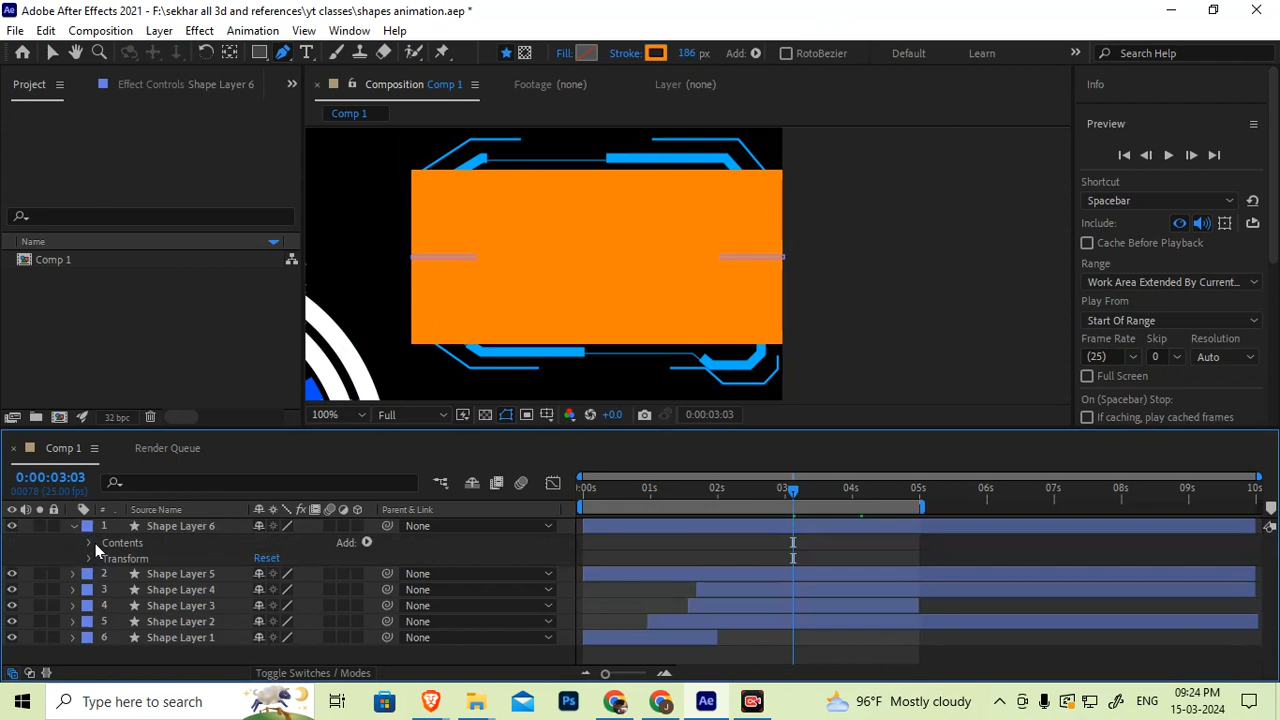 Adobe After Effects 2021 - F:\sekhar all 3d and references\yt classes\shapes animation.aep *
File Edit Composition Layer Effect Animation View Window Help
Fill: Stroke: 186 px Add: RotoBezier Default Learn Search Help
Project Effect Controls Shape Layer 6 Composition Comp 1 Footage (none) Layer (none) Info
Comp 1
Preview
Shortcut
Spacebar
Include:
Cache Before Playback
Name
Comp 1
Range
Work Area Extended By Current...
Play From
Start Of Range
Frame Rate Skip Resolution
(25) 0 Auto
Full Screen
On (Spacebar) Stop:
If caching, play cached frames
32 bpc 100% Full +0.0 0:00:03:03
Comp 1 Render Queue
0:00:03:03
00078 (25.00 fps)
:00s 01s 02s 03s 04s 05s 06s 07s 08s 09s 10s
# Source Name Parent & Link
1 Shape Layer 6 None
Contents Add:
Transform Reset
2 Shape Layer 5 None
3 Shape Layer 4 None
4 Shape Layer 3 None
5 Shape Layer 2 None
6 Shape Layer 1 None
Toggle Switches / Modes
Type here to search 96°F Mostly cloudy ENG 09:24 PM
15-03-2024